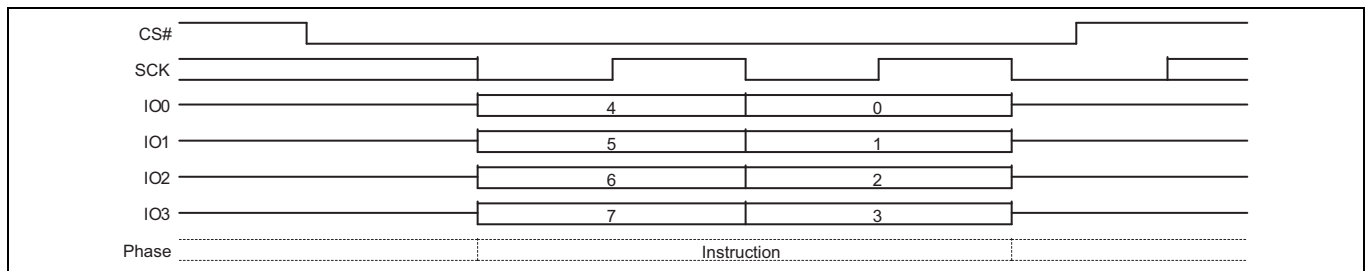 CS#
SCK
IO0 4 0
IO1 5 1
IO2 6 2
IO3 7 3
Phase Instruction